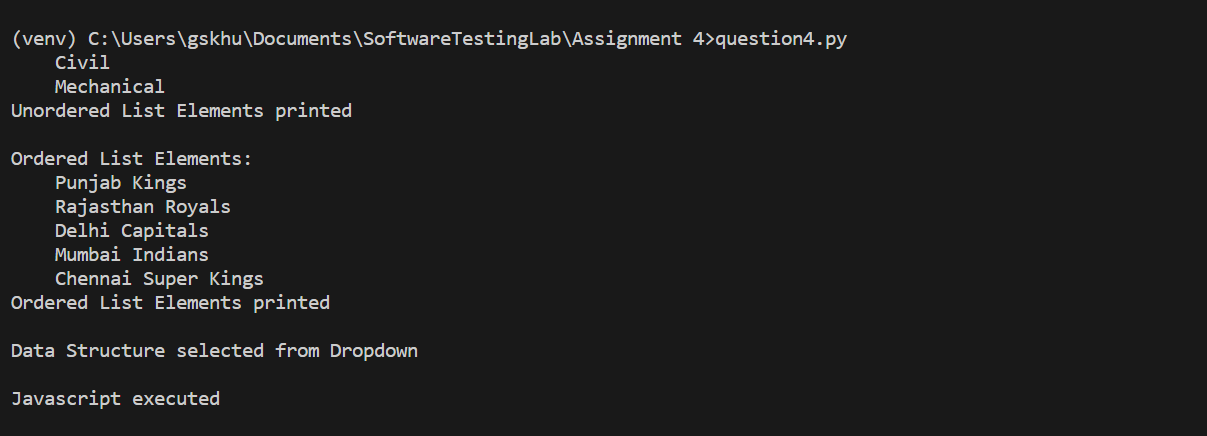 (venv) C:\Users\gskhu\Documents\SoftwareTestingLab\Assignment 4>question4.py
    Civil
    Mechanical
Unordered List Elements printed

Ordered List Elements:
    Punjab Kings
    Rajasthan Royals
    Delhi Capitals
    Mumbai Indians
    Chennai Super Kings
Ordered List Elements printed

Data Structure selected from Dropdown

Javascript executed